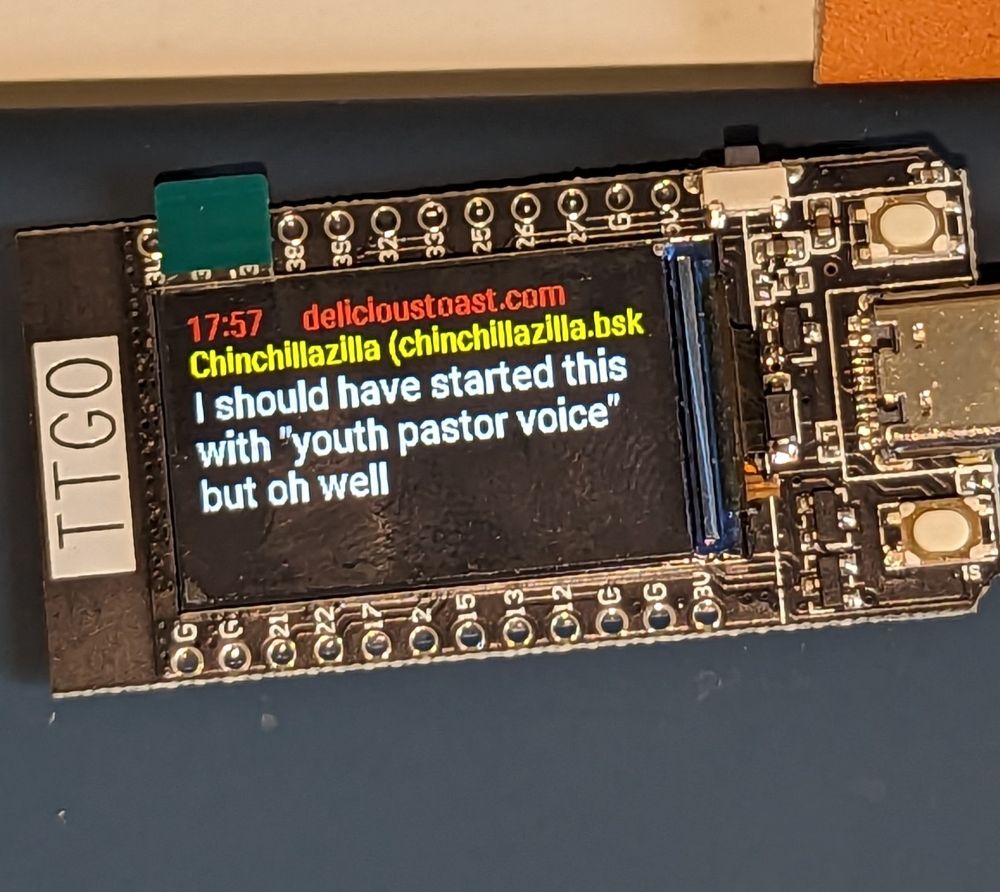 38 39 32 33 25 26 27 G 5V
17:57 delicioustoast.com
Chinchillazilla (chinchillazilla.bsk
I should have started this
with "youth pastor voice"
but oh well
TTGO
G G 21 22 17 2 15 13 12 G G 3V